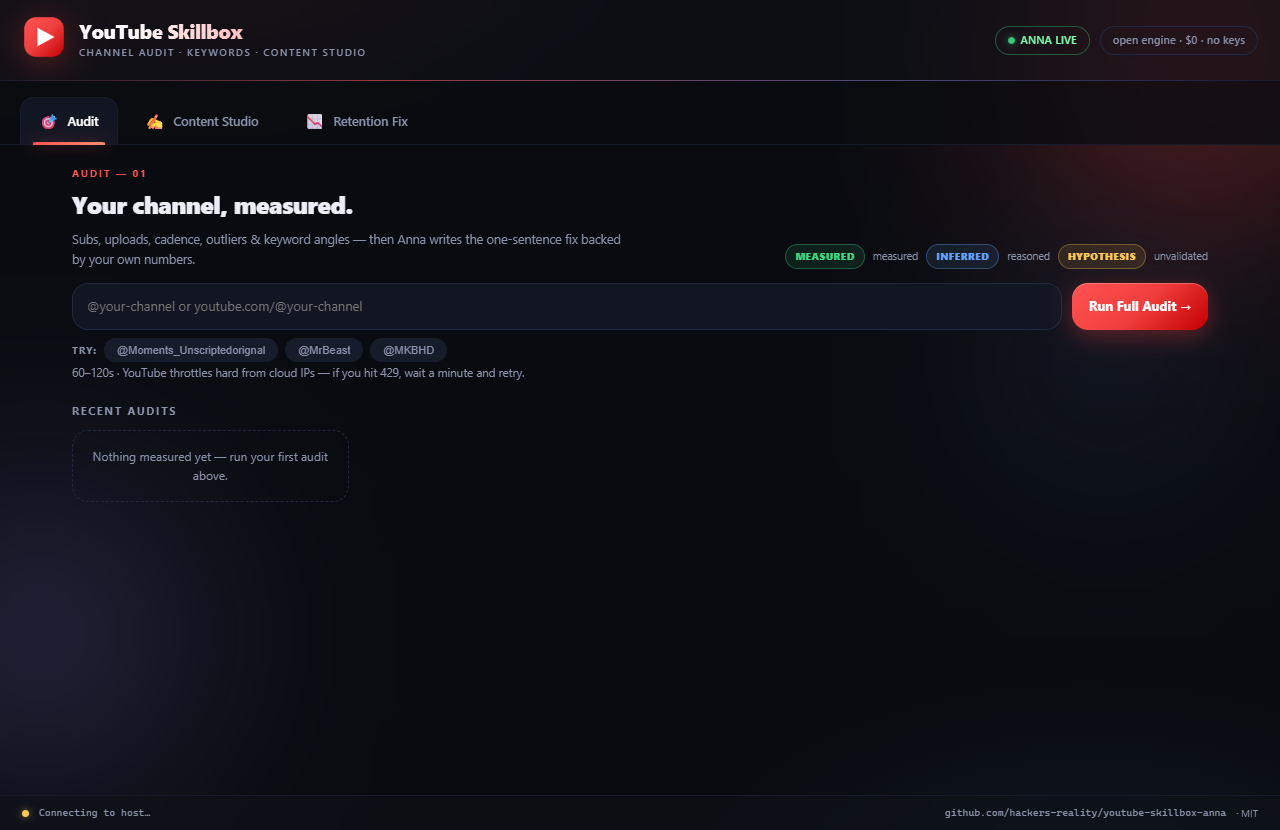 YouTube Skillbox
CHANNEL AUDIT · KEYWORDS · CONTENT STUDIO
ANNA LIVE
open engine · $0 · no keys
Audit
Content Studio
Retention Fix
AUDIT — 01
Your channel, measured.
Subs, uploads, cadence, outliers & keyword angles — then Anna writes the one-sentence fix backed
by your own numbers.
MEASURED measured INFERRED reasoned HYPOTHESIS unvalidated
@your-channel or youtube.com/@your-channel
Run Full Audit →
TRY: @Moments_Unscriptedorignal @MrBeast @MKBHD
60–120s · YouTube throttles hard from cloud IPs — if you hit 429, wait a minute and retry.
RECENT AUDITS
Nothing measured yet — run your first audit
above.
Connecting to host…
github.com/hackers-reality/youtube-skillbox-anna · MIT